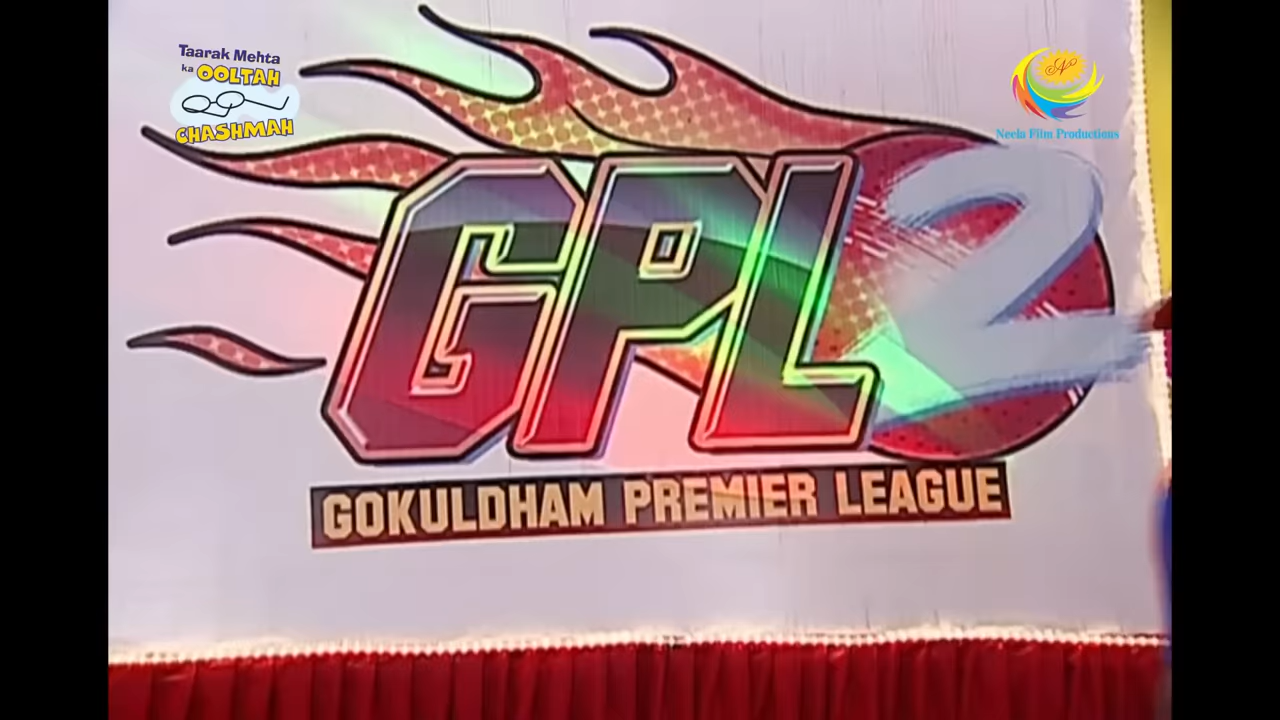 Taarak Mehta
ka OOLTAH
CHASHMAH
Neela Film Productions
GPL 2
GOKULDHAM PREMIER LEAGUE